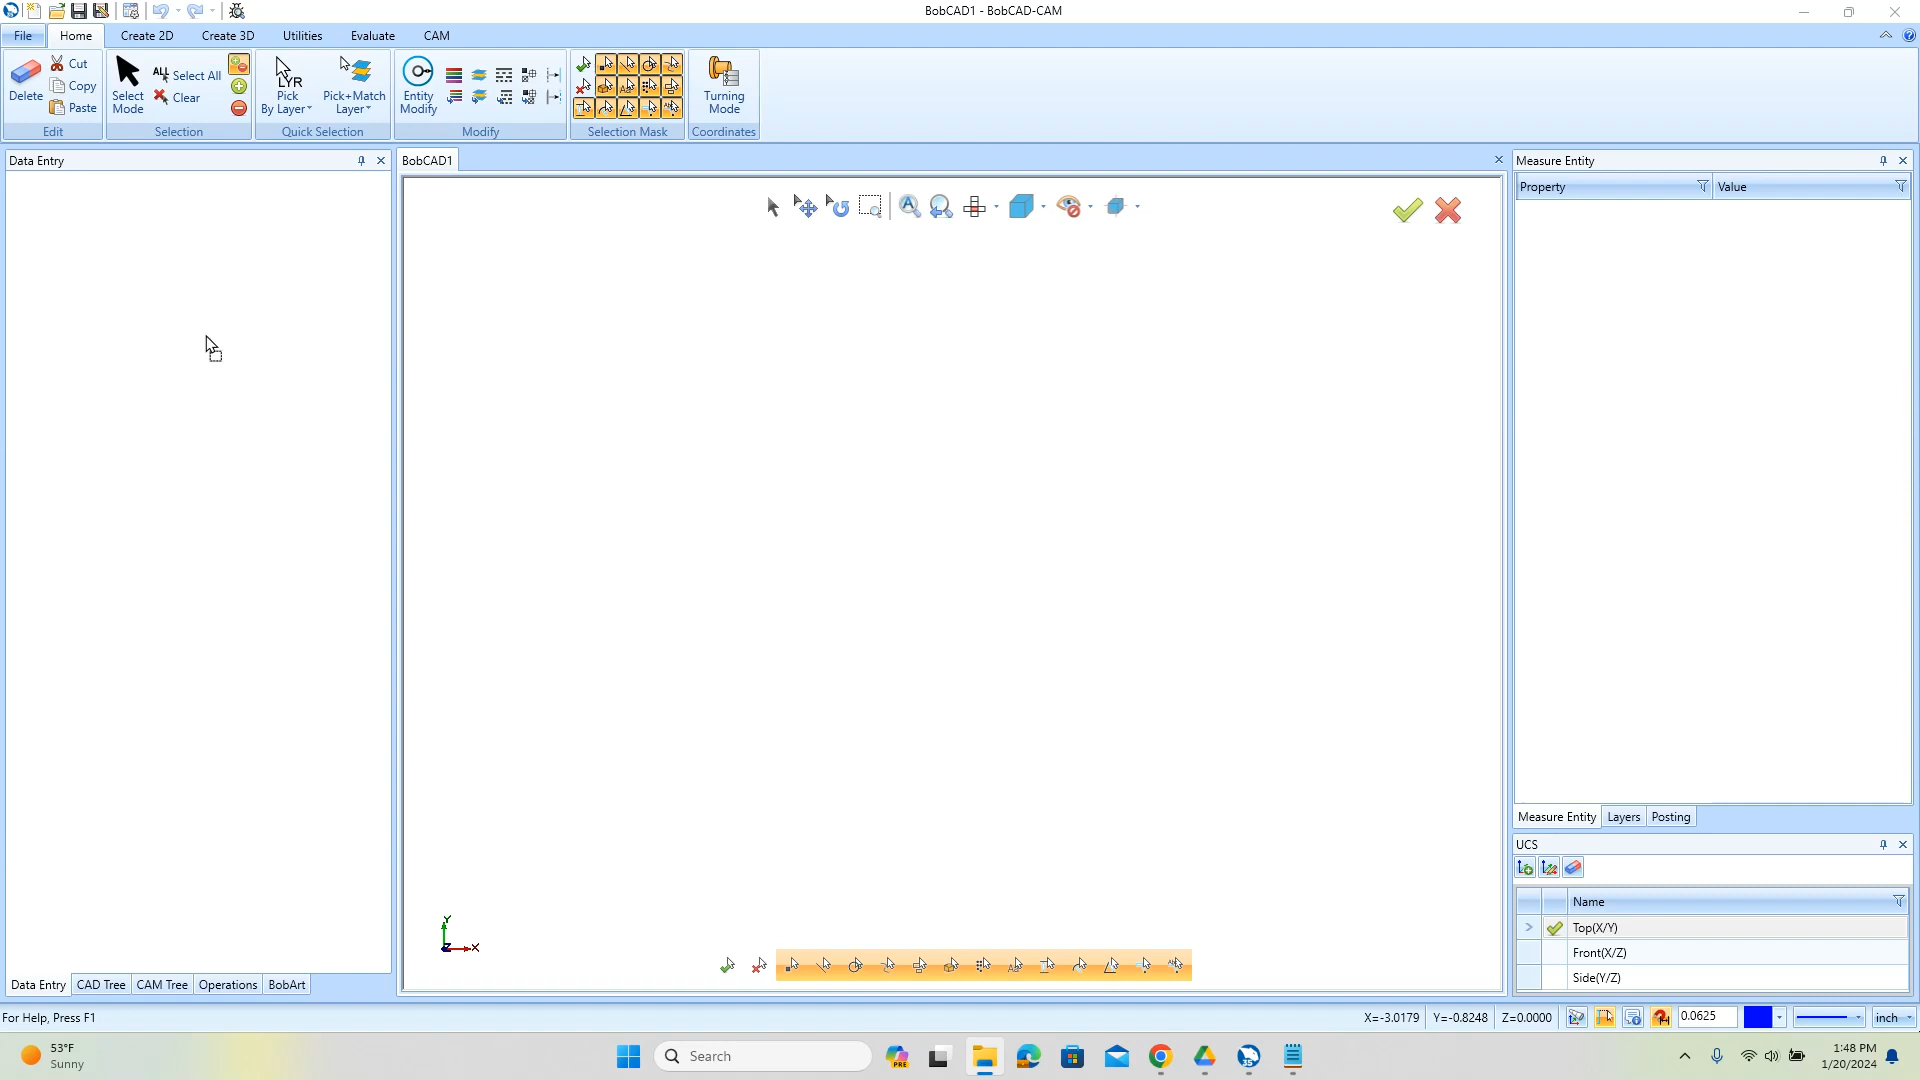 BobCAD1 - BobCAD-CAM
File Home Create 2D Create 3D Utilities Evaluate CAM
Delete
Cut
Copy
Paste
Edit
Select Mode
ALL Select All
Clear
Selection
LYR
Pick By Layer
Pick+Match Layer
Quick Selection
Entity Modify
Modify
Selection Mask
Turning Mode
Coordinates
Data Entry
BobCAD1
Measure Entity
Property Value
Measure Entity Layers Posting
UCS
Name
Top(X/Y)
Front(X/Z)
Side(Y/Z)
Y
Z X
Data Entry CAD Tree CAM Tree Operations BobArt
For Help, Press F1
X=-3.0179 Y=-0.8248 Z=0.0000 0.0625 inch
53°F
Sunny
Search
PRE
1:48 PM
1/20/2024